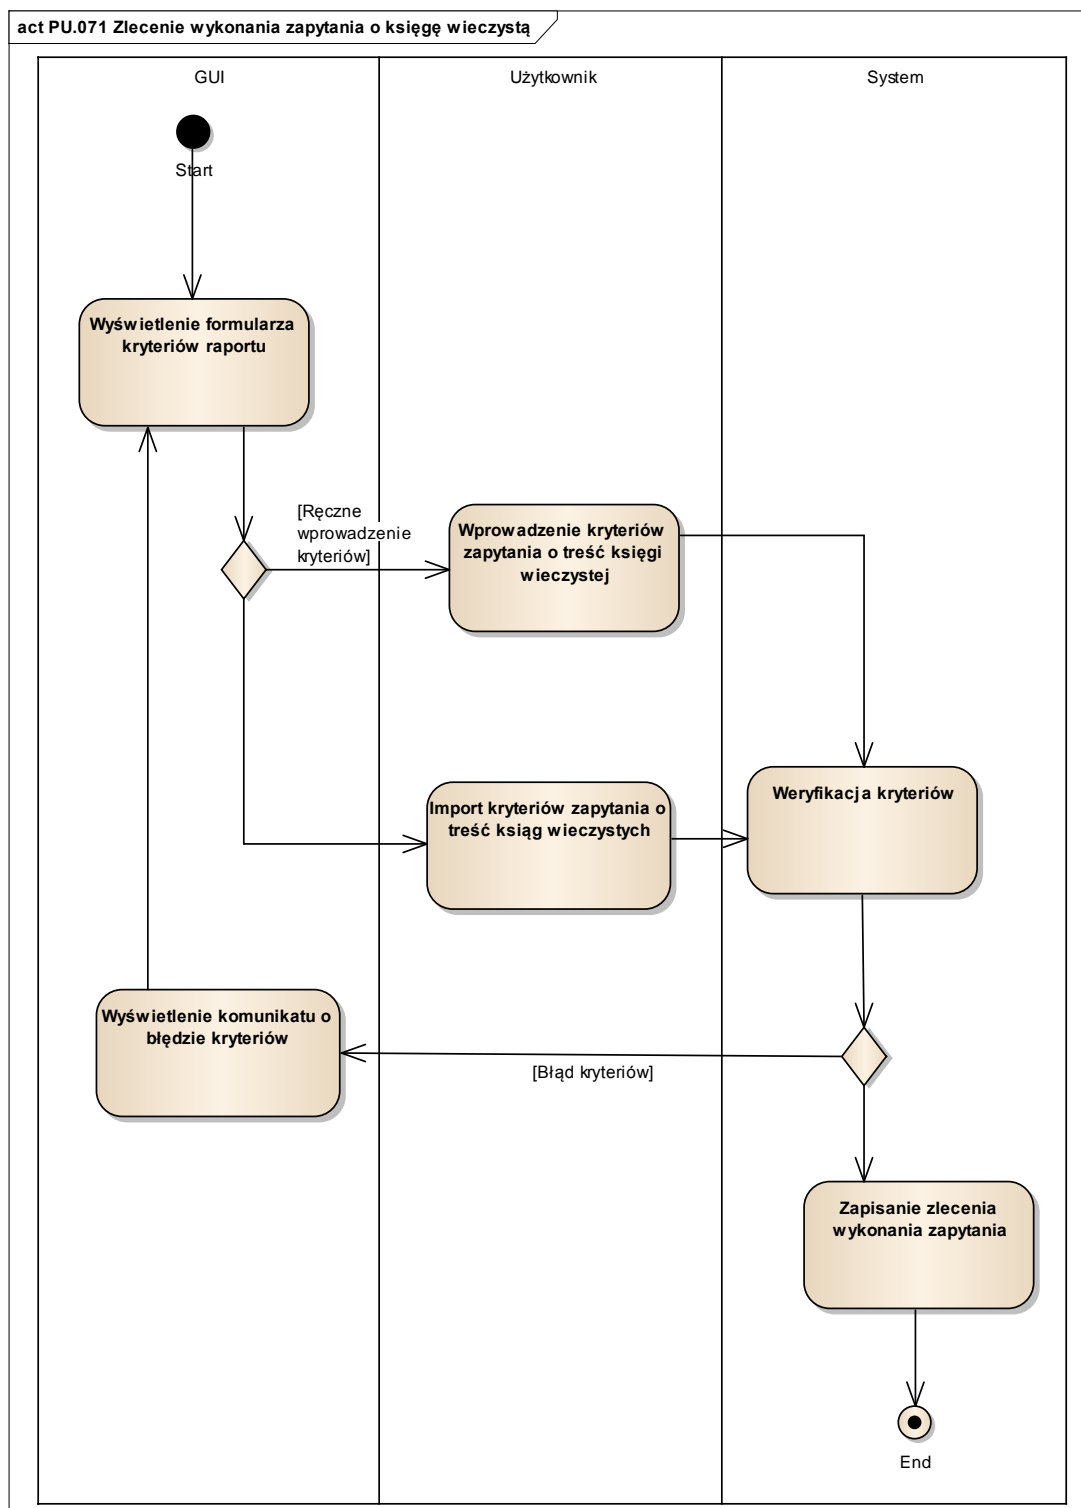 act PU.071 Zlecenie wykonania zapytania o księgę wieczystą
GUI
Użytkownik
System
Start
Wyświetlenie formularza
kryteriów raportu
[Ręczne
wprowadzenie
kryteriów]
Wprowadzenie kryteriów
zapytania o treść księgi
wieczystej
Import kryteriów zapytania o
treść ksiąg wieczystych
Weryfikacja kryteriów
Wyświetlenie komunikatu o
błędzie kryteriów
[Błąd kryteriów]
Zapisanie zlecenia
wykonania zapytania
End